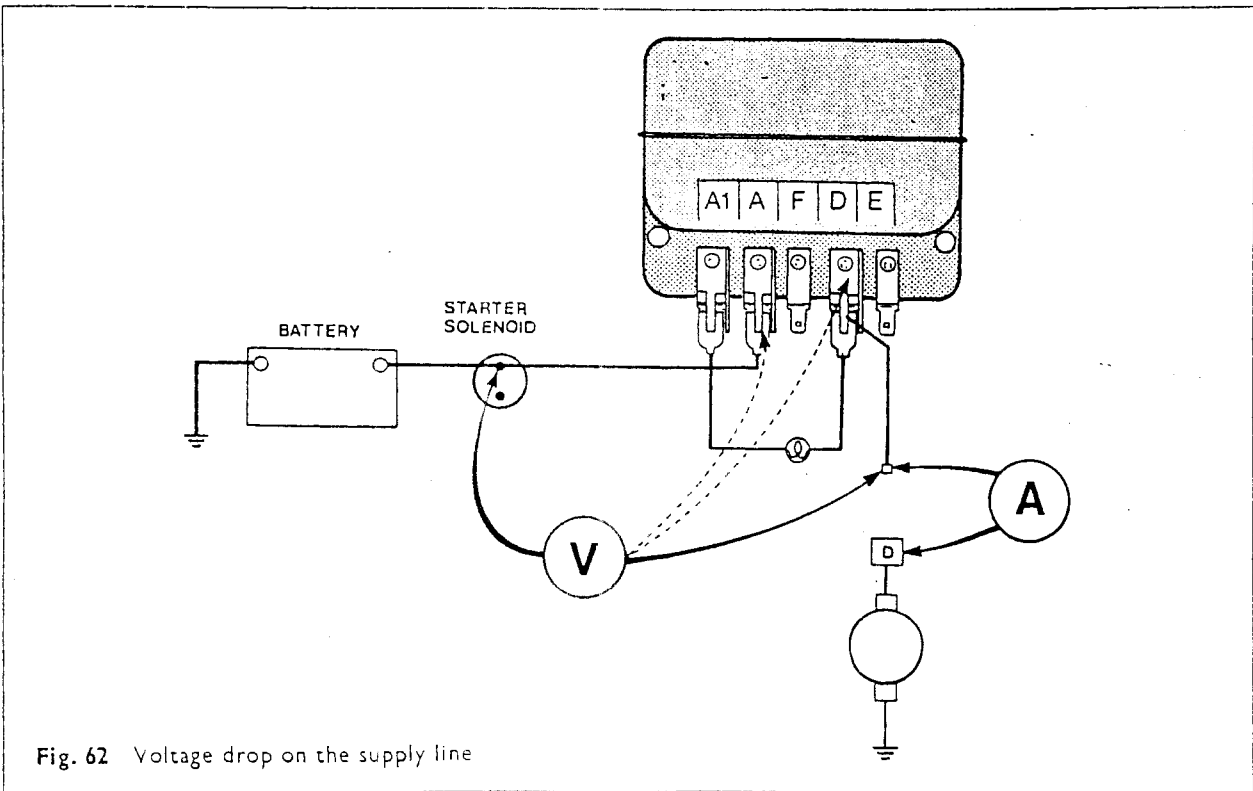 A1 A F D E
STARTER
SOLENOID
BATTERY
V
A
D
Fig. 62 Voltage drop on the supply line